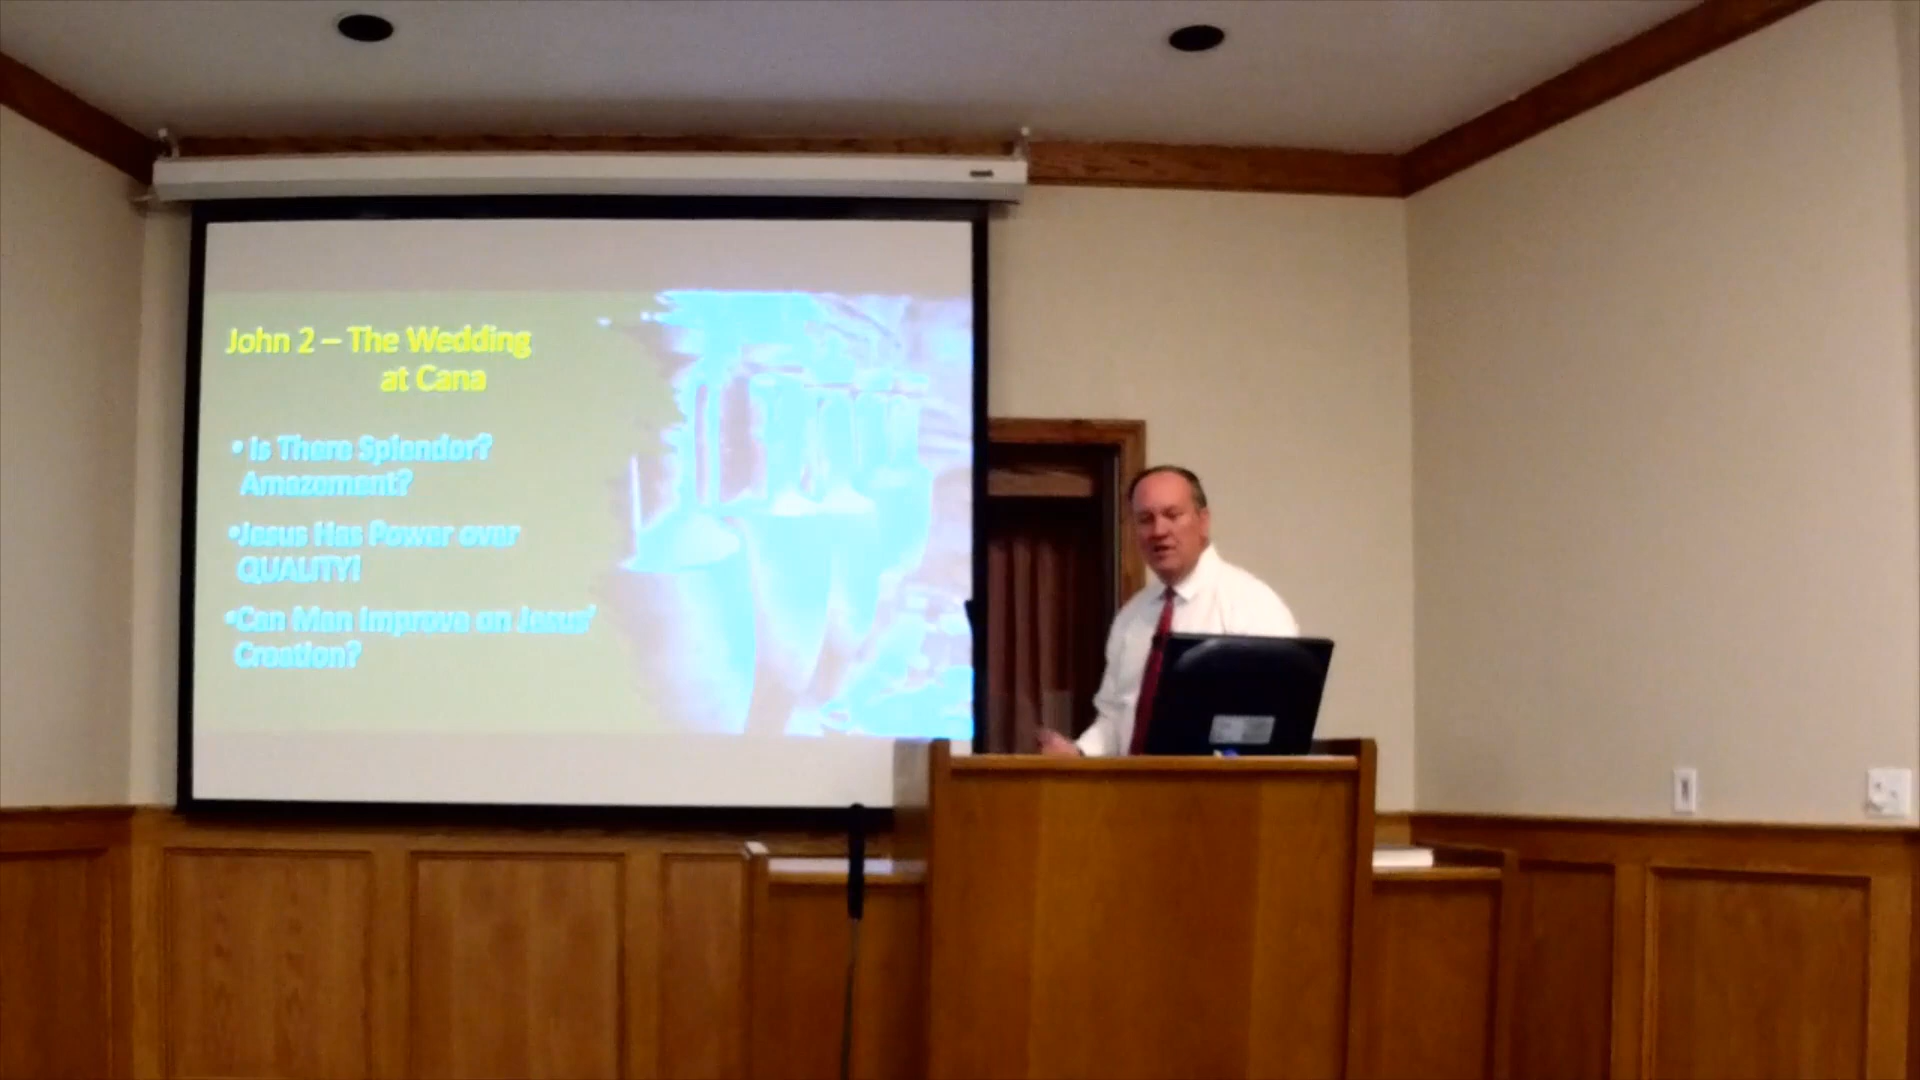 John 2 – The Wedding
at Cana
• Is There Splendor?
Amazement?
•Jesus Has Power over
QUALITY!
•Can Man Improve on Jesus'
Creation?